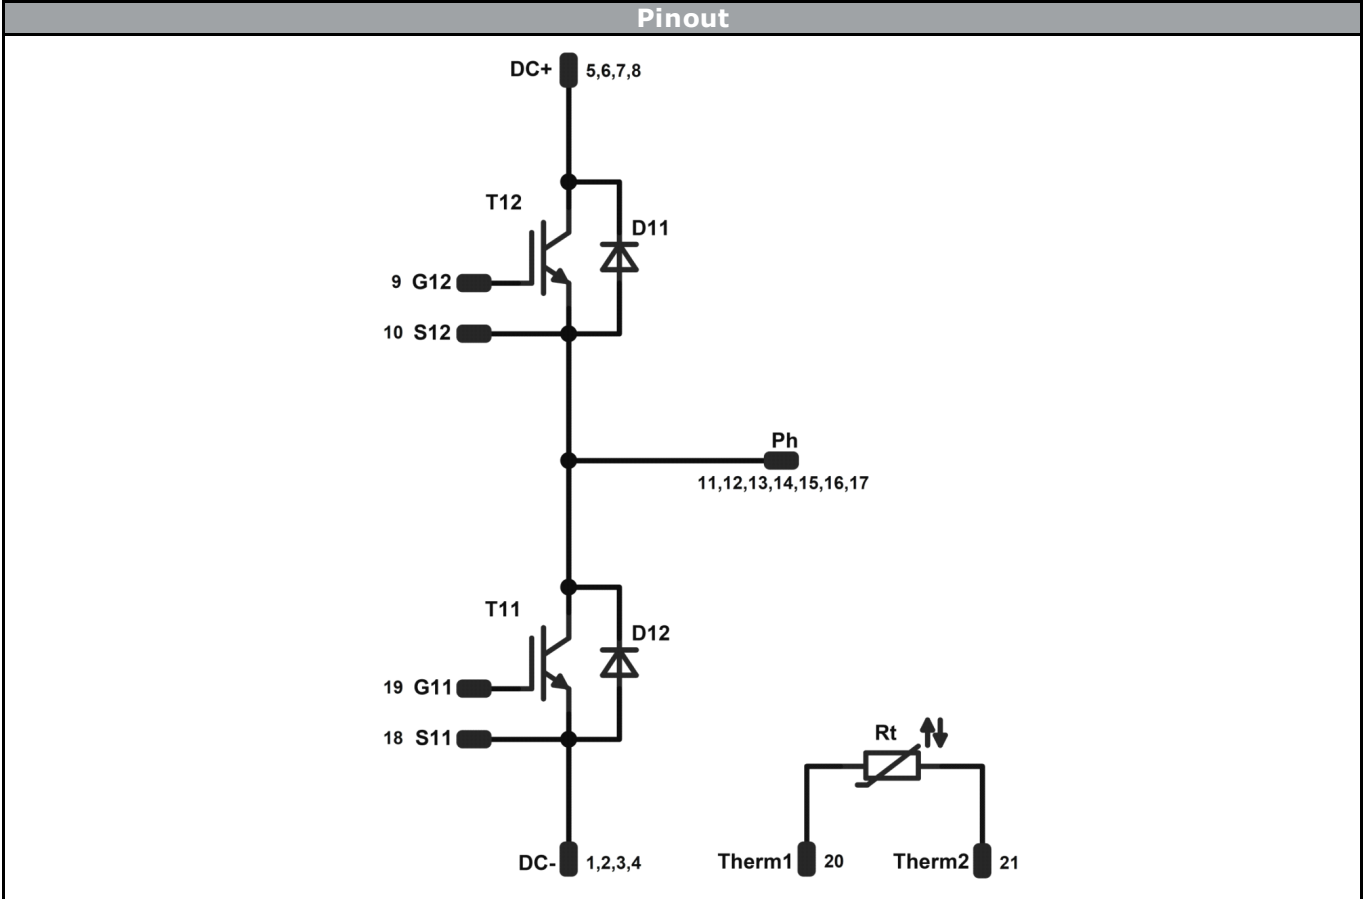 Pinout
DC+ 5,6,7,8
T12
D11
9 G12
10 S12
Ph
11,12,13,14,15,16,17
T11
D12
19 G11
18 S11
Rt
DC- 1,2,3,4
Therm1 20
Therm2 21